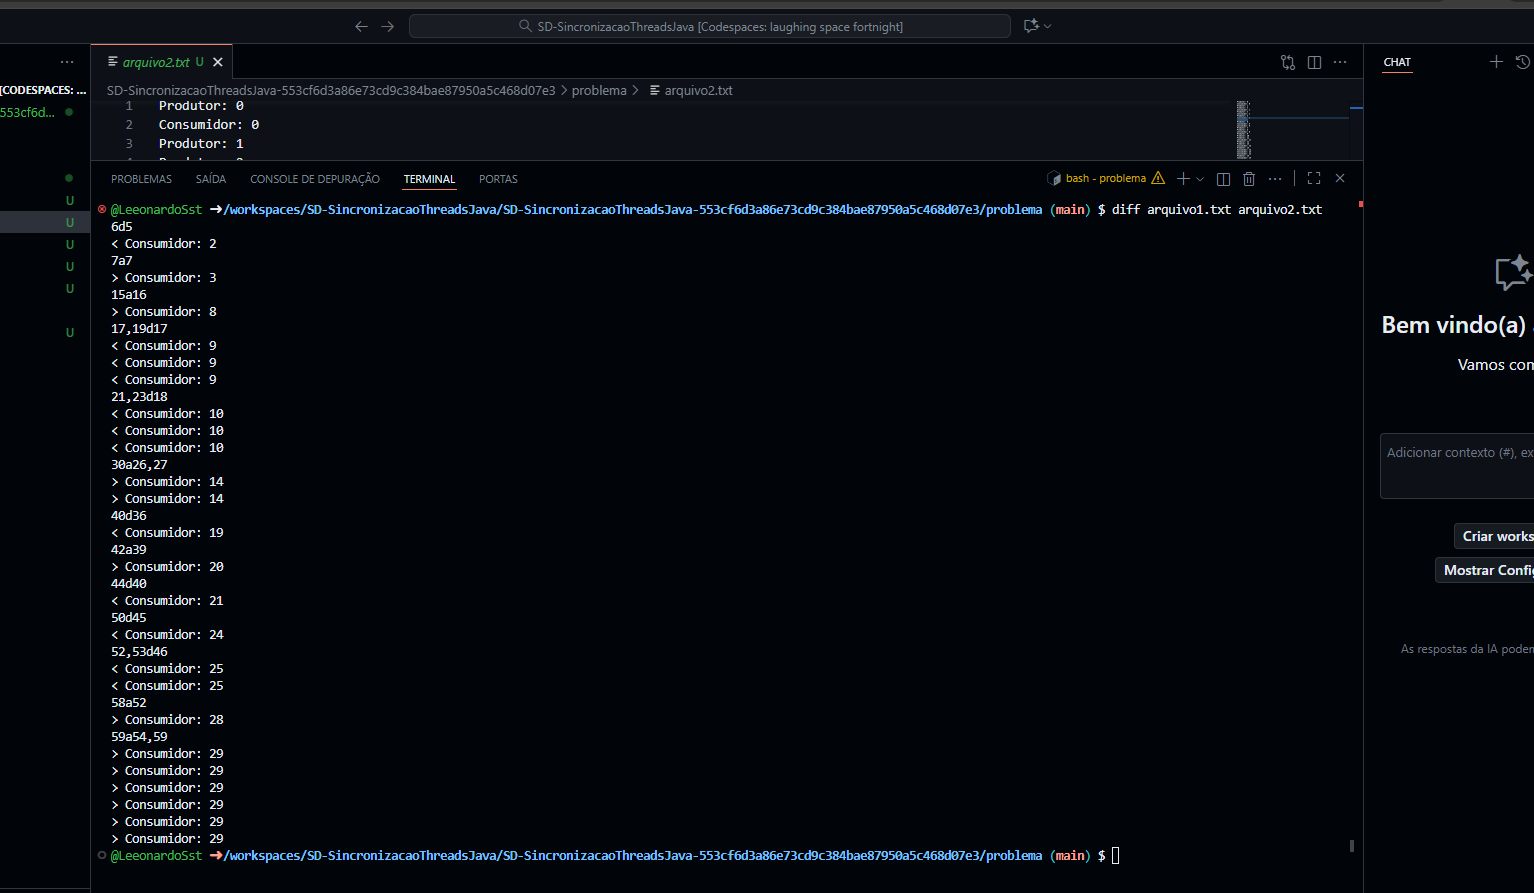 SD-SincronizacaoThreadsJava [Codespaces: laughing space fortnight]
arquivo2.txt U
CHAT
[CODESPACES: ...
SD-SincronizacaoThreadsJava-553cf6d3a86e73cd9c384bae87950a5c468d07e3 > problema > arquivo2.txt
553cf6d...
1 Produtor: 0
2 Consumidor: 0
3 Produtor: 1
PROBLEMAS SAÍDA CONSOLE DE DEPURAÇÃO TERMINAL PORTAS bash - problema
U
U
U
U
U
U
@LeeonardoSst ➜/workspaces/SD-SincronizacaoThreadsJava/SD-SincronizacaoThreadsJava-553cf6d3a86e73cd9c384bae87950a5c468d07e3/problema (main) $ diff arquivo1.txt arquivo2.txt
6d5
< Consumidor: 2
7a7
> Consumidor: 3
15a16
> Consumidor: 8
17,19d17
< Consumidor: 9
< Consumidor: 9
< Consumidor: 9
21,23d18
< Consumidor: 10
< Consumidor: 10
< Consumidor: 10
30a26,27
> Consumidor: 14
> Consumidor: 14
40d36
< Consumidor: 19
42a39
> Consumidor: 20
44d40
< Consumidor: 21
50d45
< Consumidor: 24
52,53d46
< Consumidor: 25
< Consumidor: 25
58a52
> Consumidor: 28
59a54,59
> Consumidor: 29
> Consumidor: 29
> Consumidor: 29
> Consumidor: 29
> Consumidor: 29
> Consumidor: 29
@LeeonardoSst ➜/workspaces/SD-SincronizacaoThreadsJava/SD-SincronizacaoThreadsJava-553cf6d3a86e73cd9c384bae87950a5c468d07e3/problema (main) $
Bem vindo(a)
Vamos com
Adicionar contexto (#), ex
Criar works
Mostrar Config
As respostas da IA podem